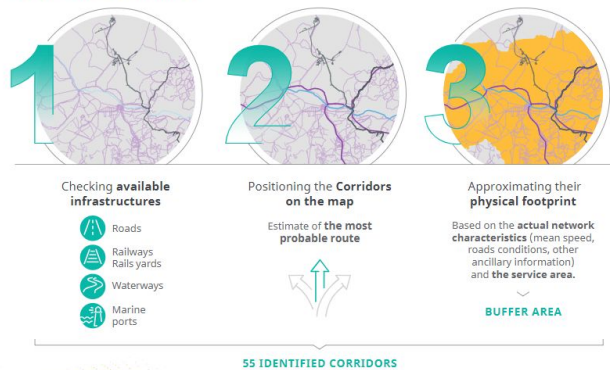 1
2
3
Checking available
infrastructures
Roads
Railways
Rails yards
Waterways
Marine
ports
Positioning the Corridors
on the map
Estimate of the most
probable route
Approximating their
physical footprint
Based on the actual network
characteristics (mean speed,
roads conditions, other
ancillary information)
and the service area.
BUFFER AREA
55 IDENTIFIED CORRIDORS